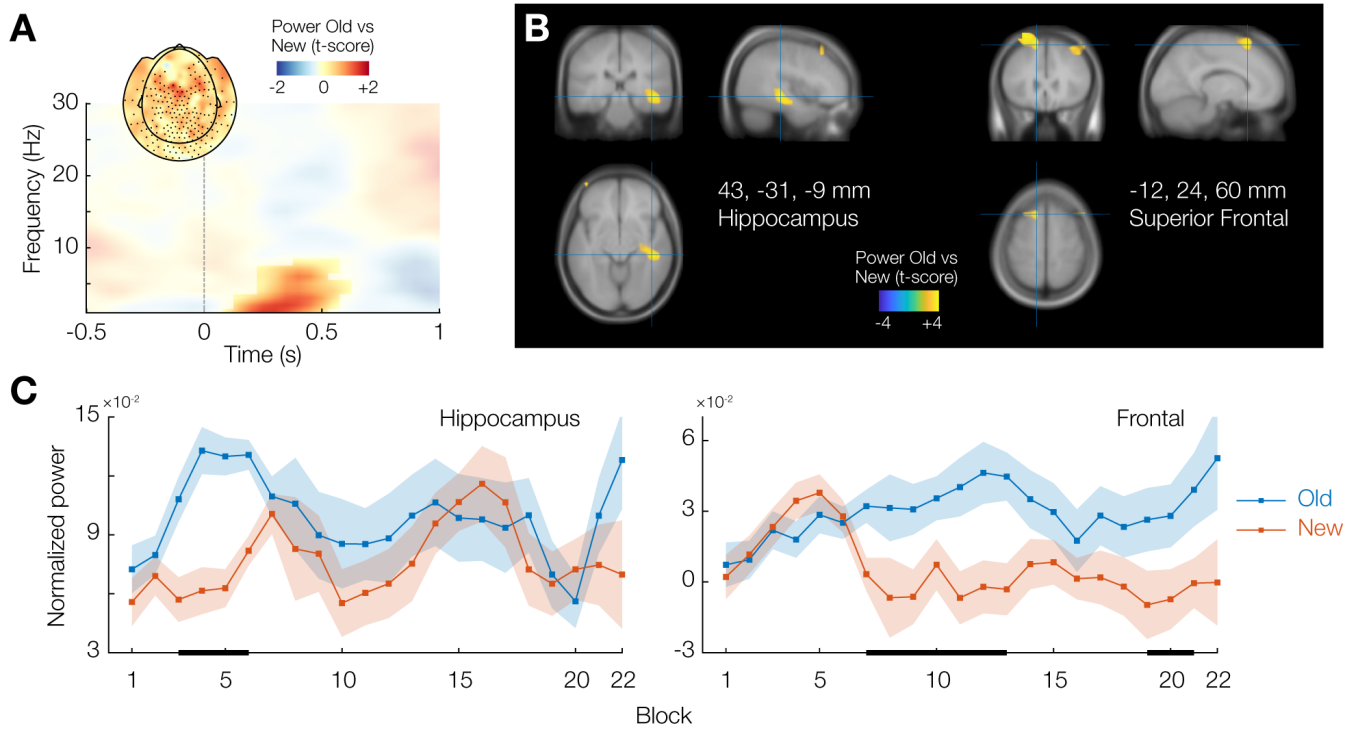 A
Power Old vs
New (t-score)
-2 0 +2
30
20
10
0
Frequency (Hz)
-0.5 0 0.5 1
Time (s)
B
43, -31, -9 mm
Hippocampus
-12, 24, 60 mm
Superior Frontal
Power Old vs
New (t-score)
-4 +4
C
×10⁻²
Hippocampus
15
9
3
Normalized power
1 5 10 15 20 22
×10⁻²
Frontal
6
3
0
-3
1 5 10 15 20 22
Block
Old
New